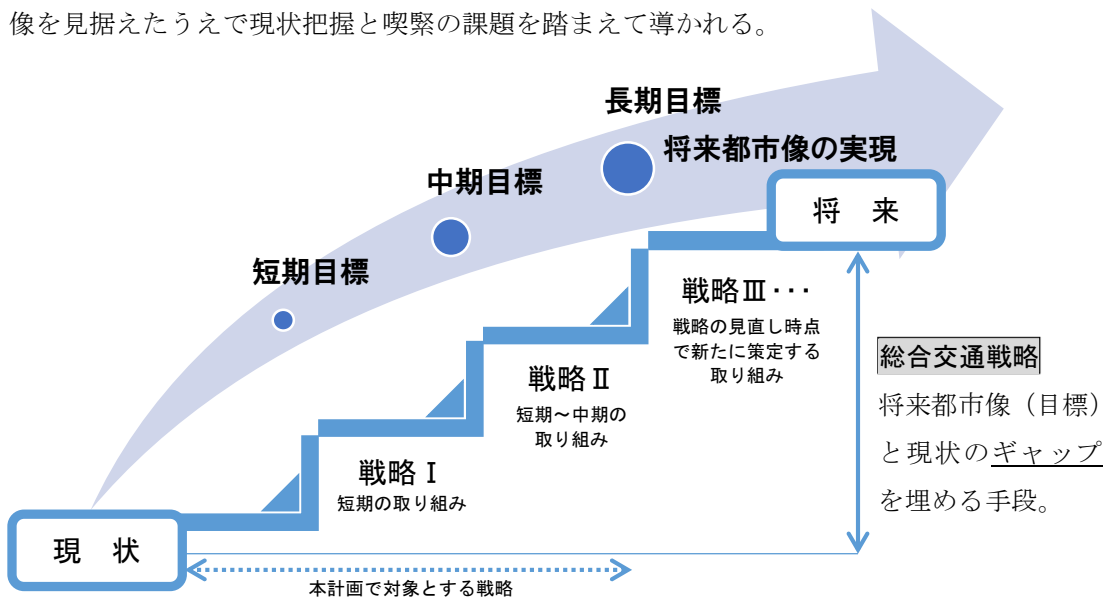 像を見据えたうえで現状把握と喫緊の課題を踏まえて導かれる。
長期目標
将来都市像の実現
中期目標
将 来
短期目標
戦略Ⅲ･･･
戦略の見直し時点
で新たに策定する
取り組み
総合交通戦略
将来都市像（目標）
と現状のギャップ
を埋める手段。
戦略Ⅱ
短期～中期の
取り組み
戦略Ⅰ
短期の取り組み
現 状
本計画で対象とする戦略